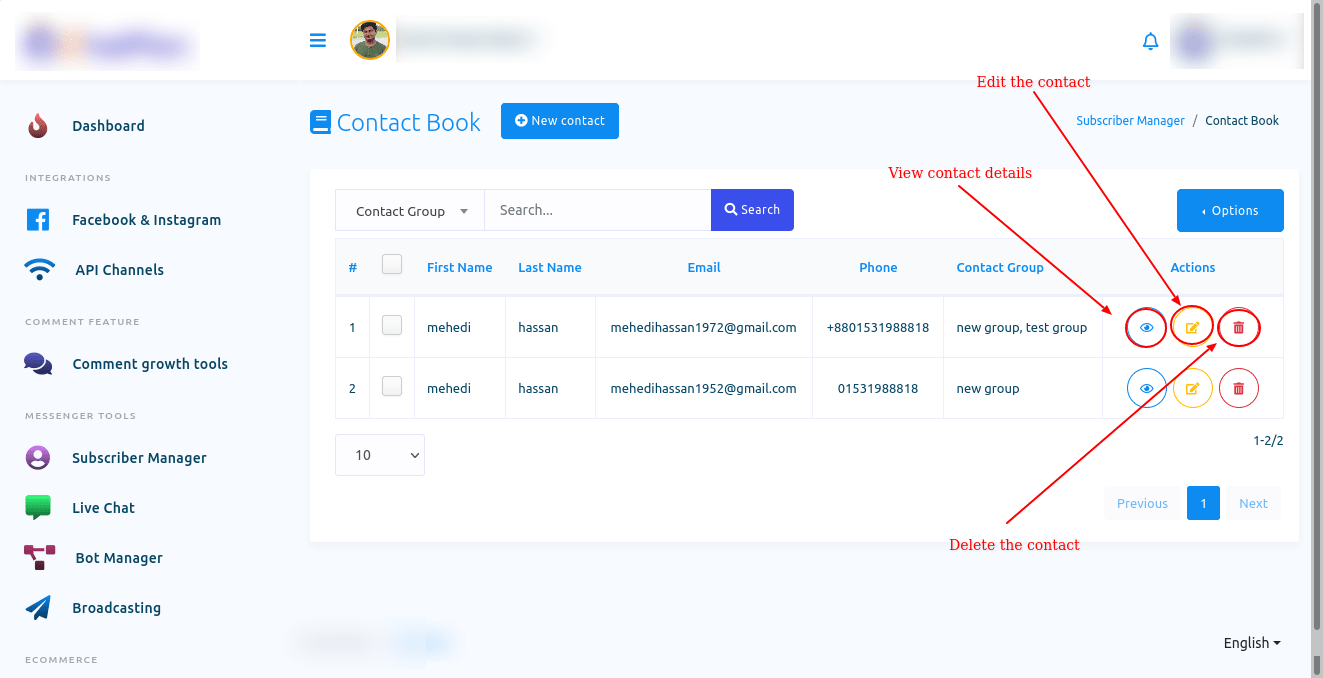 Edit the contact
Dashboard
Contact Book
New contact
Subscriber Manager / Contact Book
INTEGRATIONS
View contact details
Facebook & Instagram
Contact Group
Search...
Search
Options
API Channels
# First Name Last Name Email Phone Contact Group Actions
COMMENT FEATURE
1 mehedi hassan mehedihassan1972@gmail.com +8801531988818 new group, test group
Comment growth tools
2 mehedi hassan mehedihassan1952@gmail.com 01531988818 new group
MESSENGER TOOLS
10
1-2/2
Subscriber Manager
Live Chat
Previous 1 Next
Delete the contact
Bot Manager
Broadcasting
English
ECOMMERCE